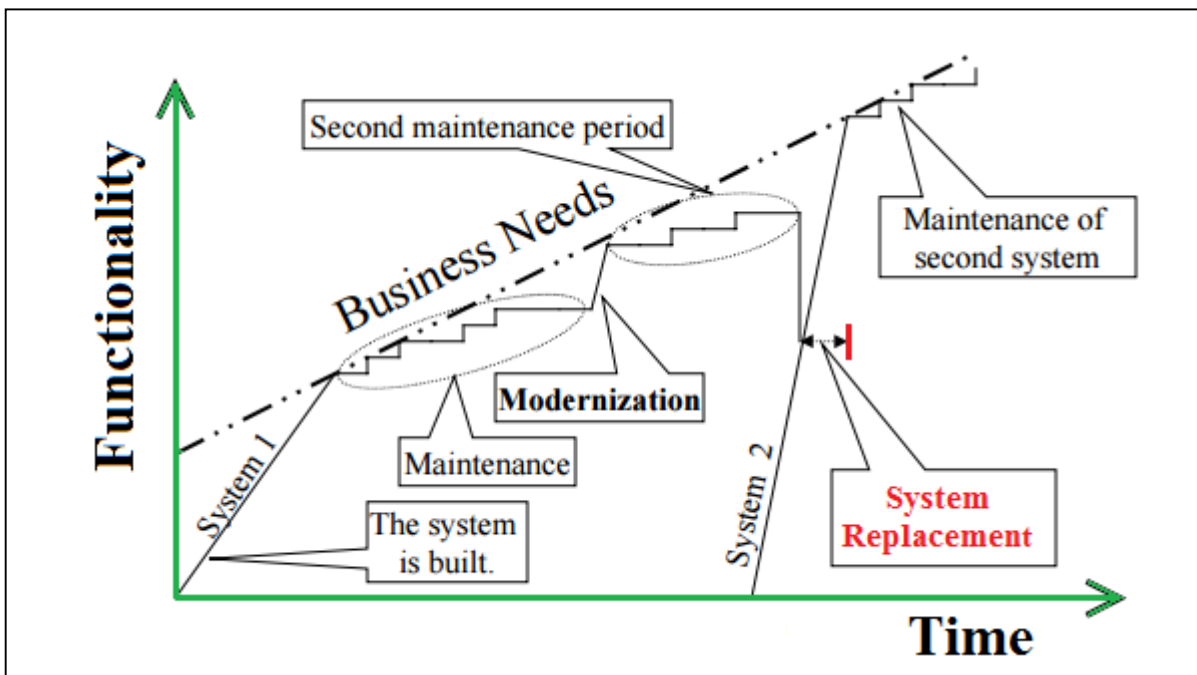 Functionality
Second maintenance period
Business Needs
Maintenance of
second system
Modernization
Maintenance
System 1
The system
is built.
System 2
System
Replacement
Time